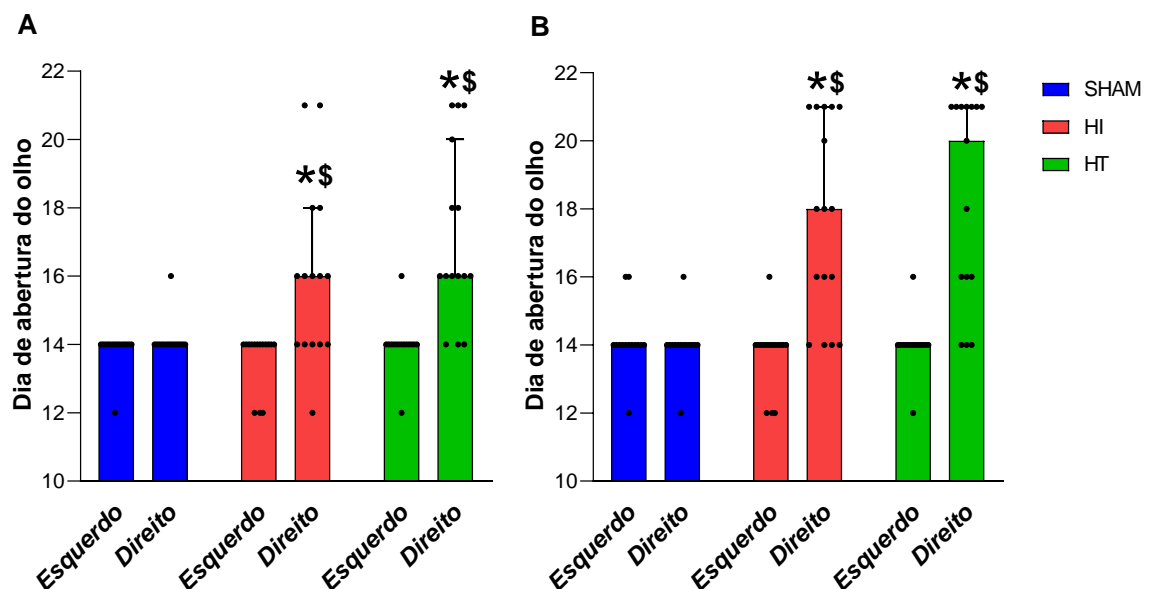 A
Dia de abertura do olho
22
20
18
16
14
12
10
*$
*$
Esquerdo
Direito
Esquerdo
Direito
Esquerdo
Direito
B
Dia de abertura do olho
22
20
18
16
14
12
10
*$
*$
Esquerdo
Direito
Esquerdo
Direito
Esquerdo
Direito
SHAM
HI
HT